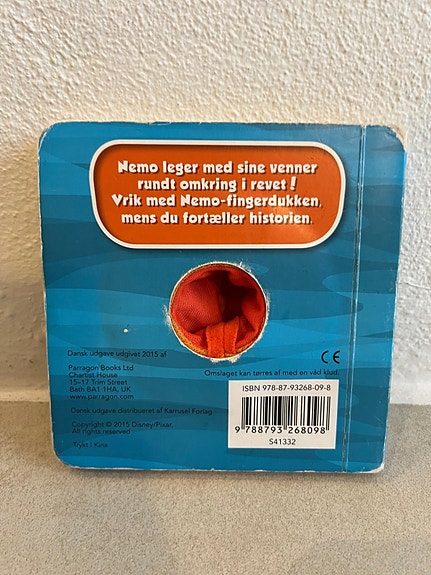 Nemo leger med sine venner
rundt omkring i revet!
Vrik med Nemo-fingerdukken,
mens du fortæller historien.
Dansk udgave udgivet 2015 af
Parragon Books Ltd
Chartist House
15–17 Trim Street
Bath BA1 1HA, UK
www.parragon.com
Dansk udgave distribueret af Karrusel Forlag
Copyright © 2015 Disney/Pixar.
All rights reserved
Trykt i Kina
CE
Omslaget kan tørres af med en våd klud.
ISBN 978-87-93268-09-8
9 788793 268098
S41332